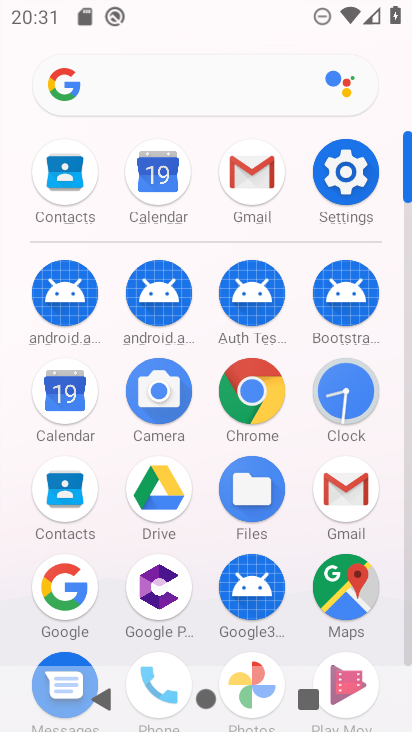 20:31
Contacts Calendar Gmail Settings
19
android.a... android.a... Auth Tes... Bootstra...
19
Calendar Camera Chrome Clock
Contacts Drive Files Gmail
Google Google P... Google3... Maps
Messages Phone Photos Play Mov